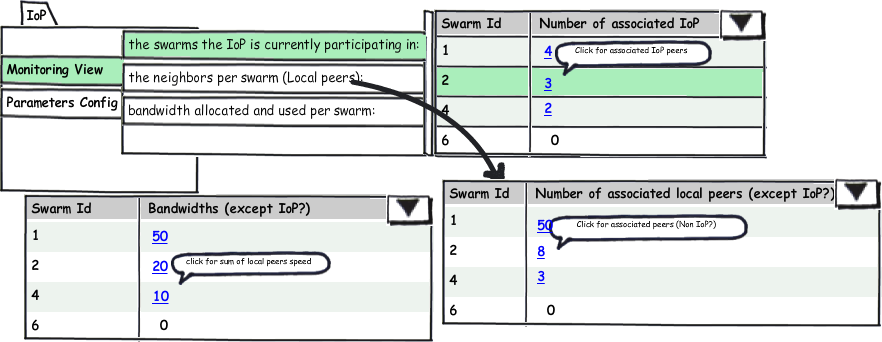 IoP
Monitoring View
Parameters Config
the swarms the IoP is currently participating in:
the neighbors per swarm (Local peers):
bandwidth allocated and used per swarm:
Swarm Id Number of associated IoP
1 4 Click for associated IoP peers
2 3
4 2
6 0
Swarm Id Bandwidths (except IoP?)
1 50
2 20 click for sum of local peers speed
4 10
6 0
Swarm Id Number of associated local peers (except IoP?)
1 50 Click for associated peers (Non IoP?)
2 8
4 3
6 0